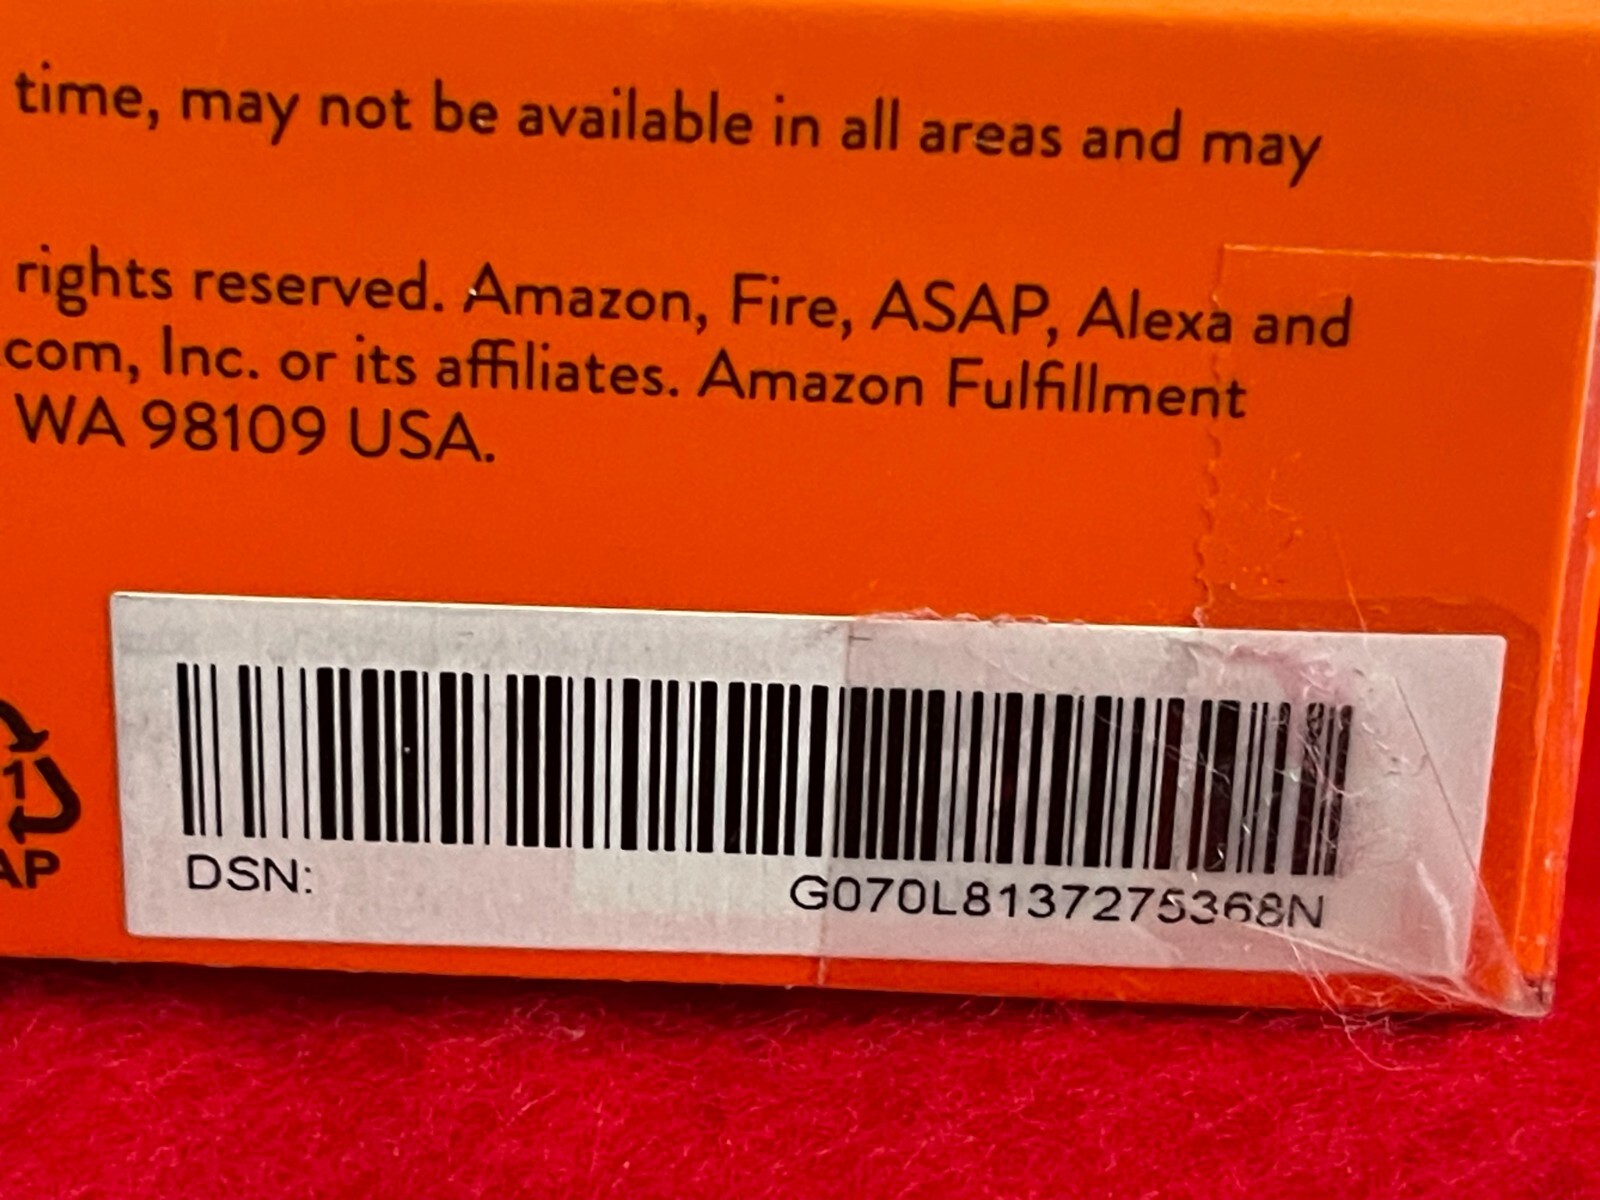 time, may not be available in all areas and may
rights reserved. Amazon, Fire, ASAP, Alexa and
com, Inc. or its affiliates. Amazon Fulfillment
WA 98109 USA.
1
AP
DSN: G070L8137275368N